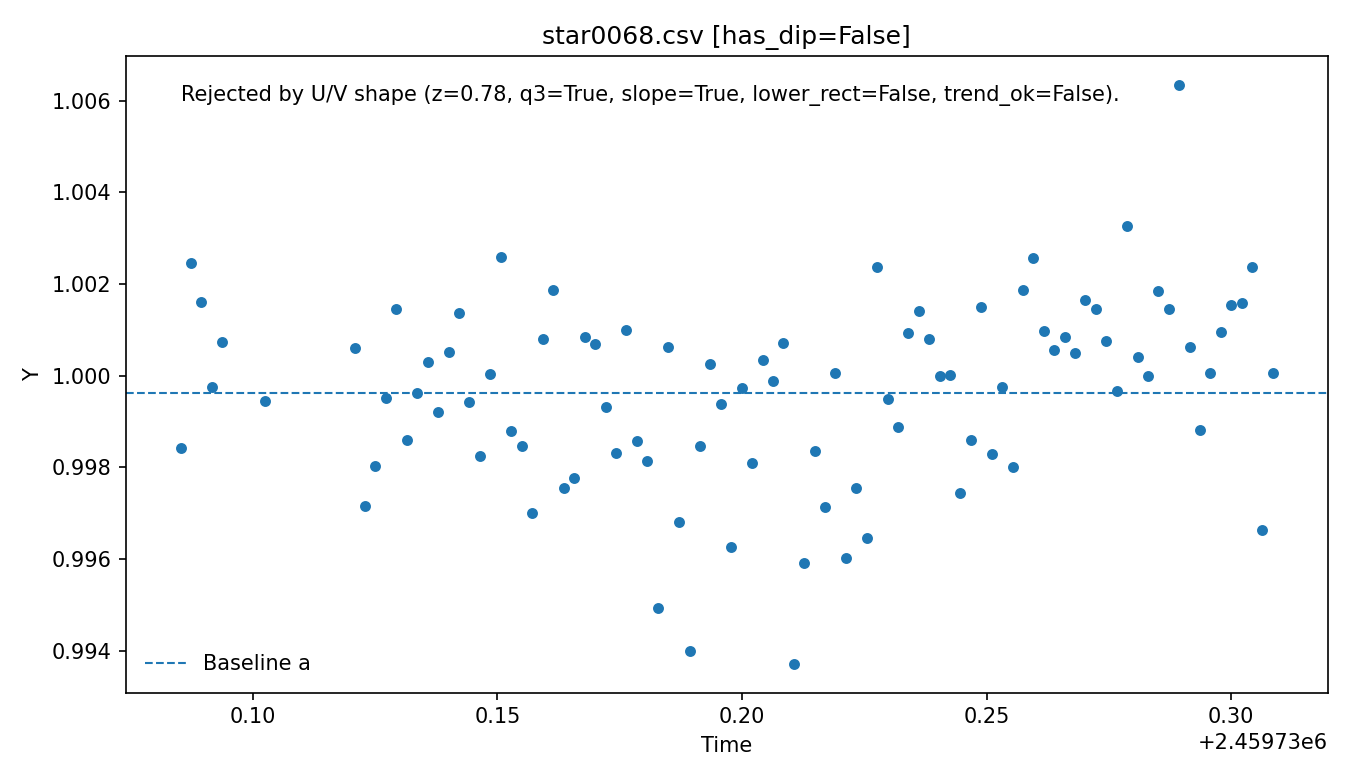 star0068.csv [has_dip=False]
Rejected by U/V shape (z=0.78, q3=True, slope=True, lower_rect=False, trend_ok=False).
1.006
1.004
1.002
1.000
0.998
0.996
0.994
Y
Baseline a
0.10 0.15 0.20 0.25 0.30
Time
+2.45973e6